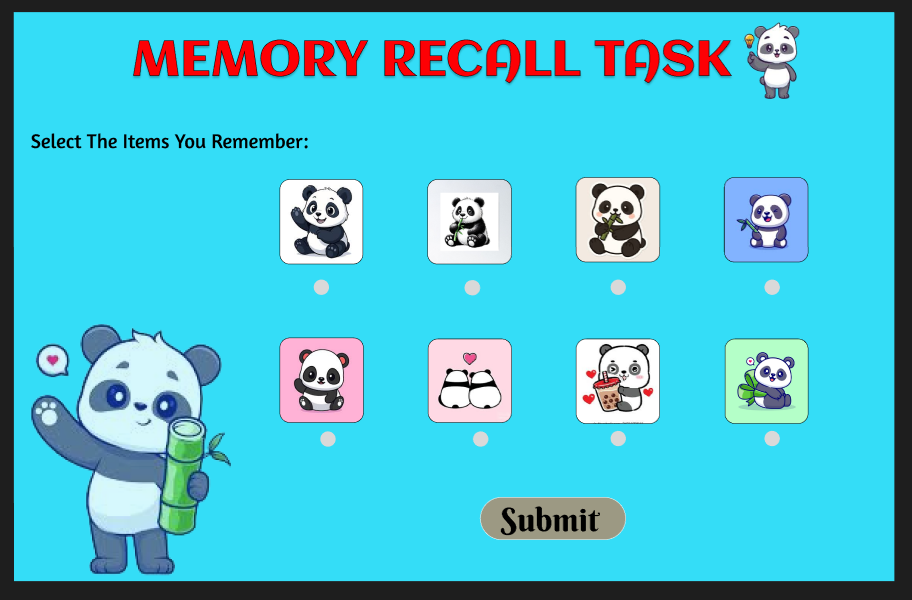 MEMORY RECALL TASK
Select The Items You Remember:
Submit